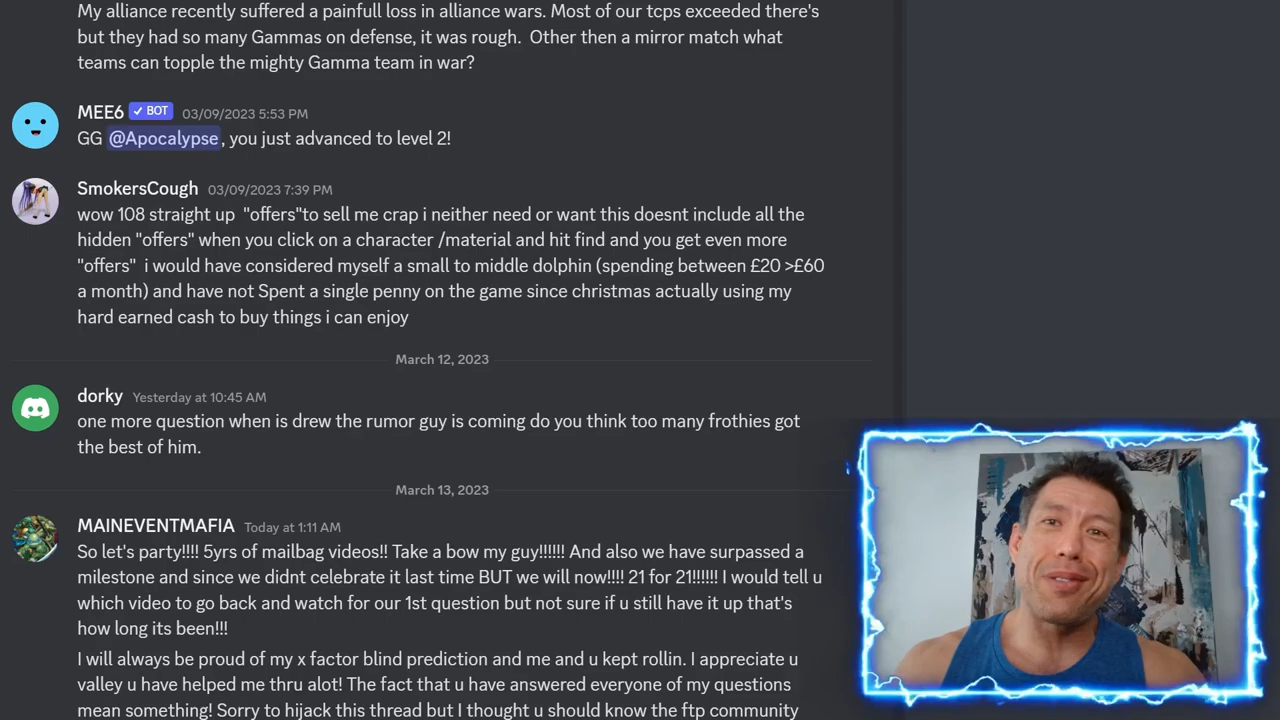 My alliance recently suffered a painfull loss in alliance wars. Most of our tcps exceeded there's
but they had so many Gammas on defense, it was rough.  Other then a mirror match what
teams can topple the mighty Gamma team in war?
MEE6 ✓ BOT 03/09/2023 5:53 PM
GG @Apocalypse, you just advanced to level 2!
SmokersCough 03/09/2023 7:39 PM
wow 108 straight up  "offers"to sell me crap i neither need or want this doesnt include all the
hidden "offers" when you click on a character /material and hit find and you get even more
"offers"  i would have considered myself a small to middle dolphin (spending between £20 >£60
a month) and have not Spent a single penny on the game since christmas actually using my
hard earned cash to buy things i can enjoy
March 12, 2023
dorky Yesterday at 10:45 AM
one more question when is drew the rumor guy is coming do you think too many frothies got
the best of him.
March 13, 2023
MAINEVENTMAFIA Today at 1:11 AM
So let's party!!!! 5yrs of mailbag videos!! Take a bow my guy!!!!!! And also we have surpassed a
milestone and since we didnt celebrate it last time BUT we will now!!!! 21 for 21!!!!!! I would tell u
which video to go back and watch for our 1st question but not sure if u still have it up that's
how long its been!!!
I will always be proud of my x factor blind prediction and me and u kept rollin. I appreciate u
valley u have helped me thru alot! The fact that u have answered everyone of my questions
mean something! Sorry to hijack this thread but I thought u should know the ftp community